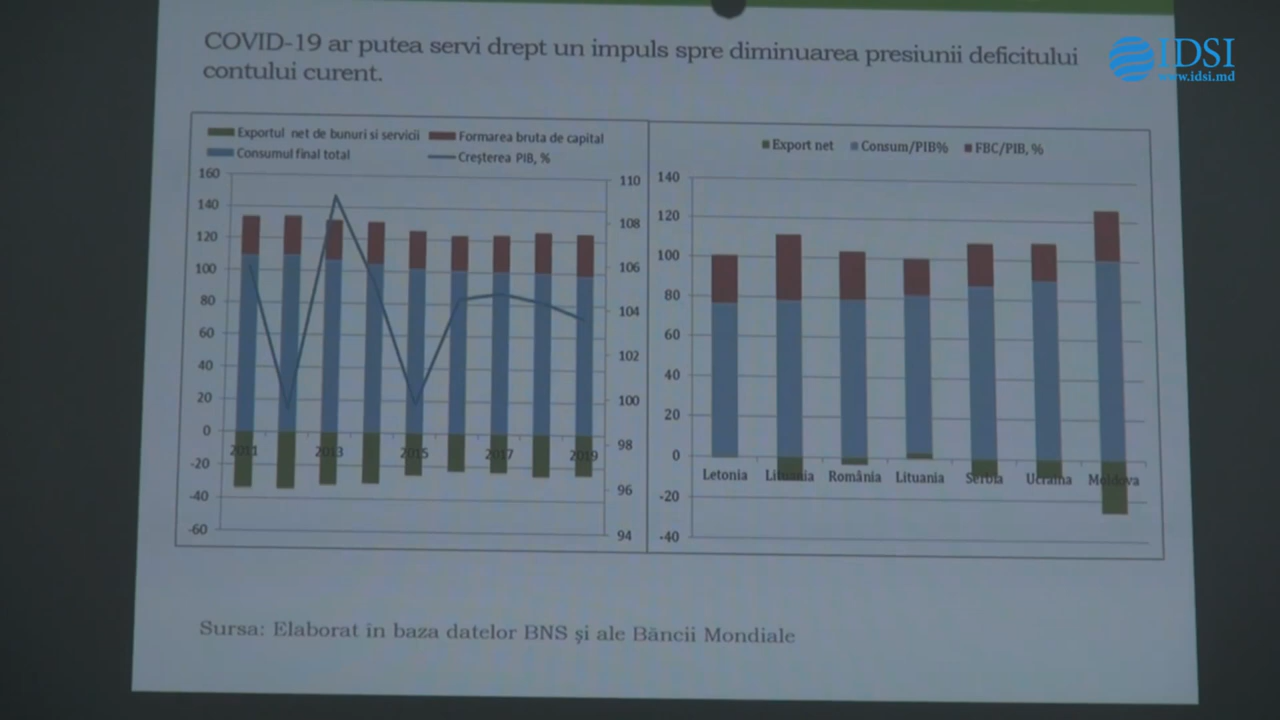 COVID-19 ar putea servi drept un impuls spre diminuarea presiunii deficitului
contului curent.
IDSI
www.idsi.md
Exportul net de bunuri si servicii
Formarea bruta de capital
Consumul final total
Creșterea PIB, %
160
140
120
100
80
60
40
20
0
-20
-40
-60
110
108
106
104
102
100
98
96
94
2011
2013
2015
2017
2019
Export net
Consum/PIB%
FBC/PIB, %
140
120
100
80
60
40
20
0
-20
-40
Letonia
Lituania
România
Lituania
Serbia
Ucraina
Moldova
Sursa: Elaborat în baza datelor BNS și ale Băncii Mondiale